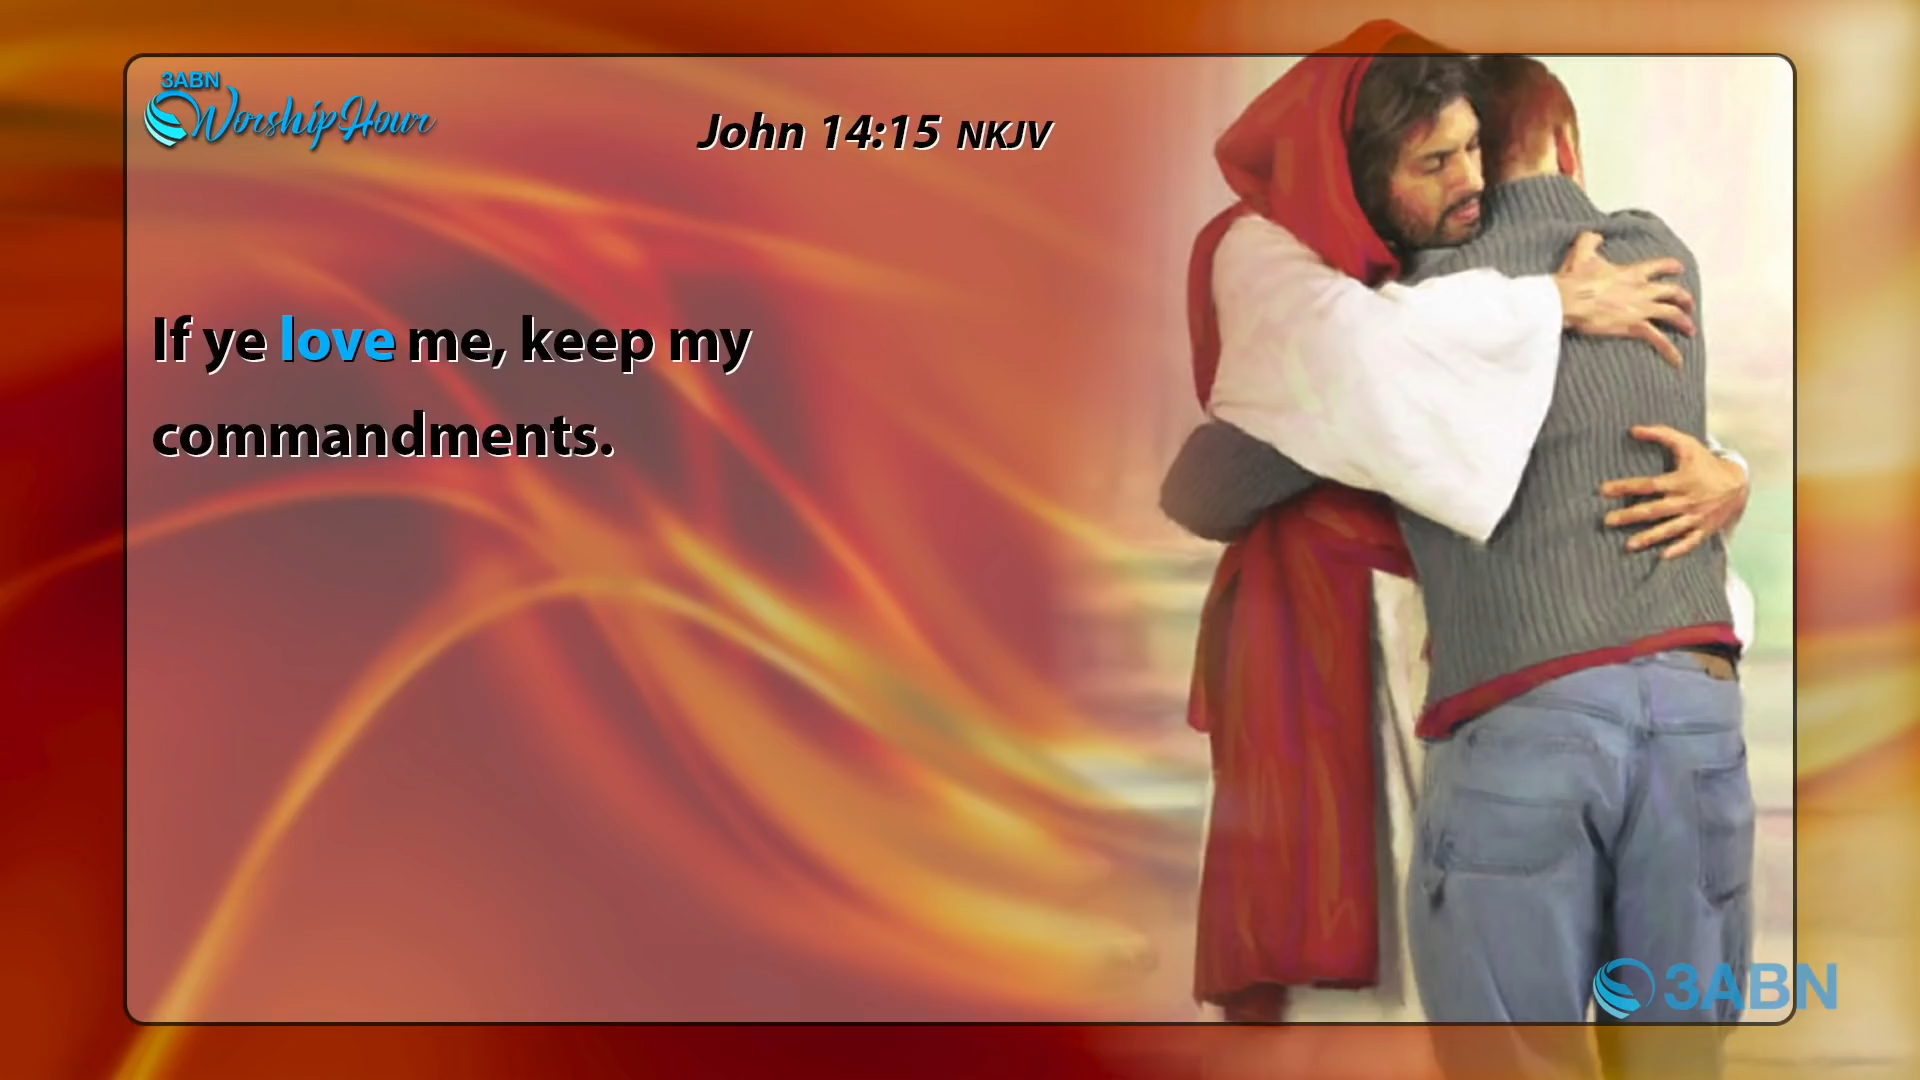 3ABN
Worship Hour
John 14:15 NKJV
If ye love me, keep my
commandments.
3ABN